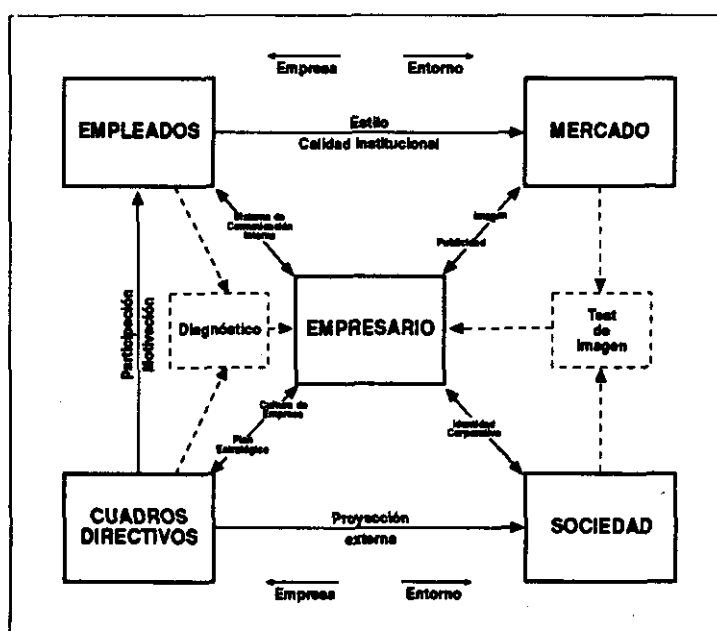 Empresa Entorno
EMPLEADOS
Estilo
Calidad Institucional
MERCADO
Sistema de
Comunicación
Interna
Imagen
Publicidad
Participación
Motivación
Diagnóstico
EMPRESARIO
Test
de
Imagen
Cultura de
Empresa
Plan
Estratégico
Identidad
Corporativa
CUADROS
DIRECTIVOS
Proyección
externa
SOCIEDAD
Empresa Entorno